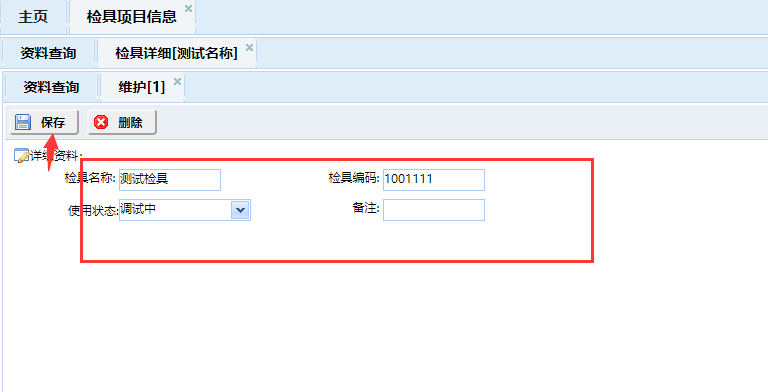 主页 检具项目信息
资料查询 检具详细[测试名称]
资料查询 维护[1]
保存 删除
详细资料:
检具名称: 测试检具 检具编码: 1001111
使用状态: 调试中 备注: